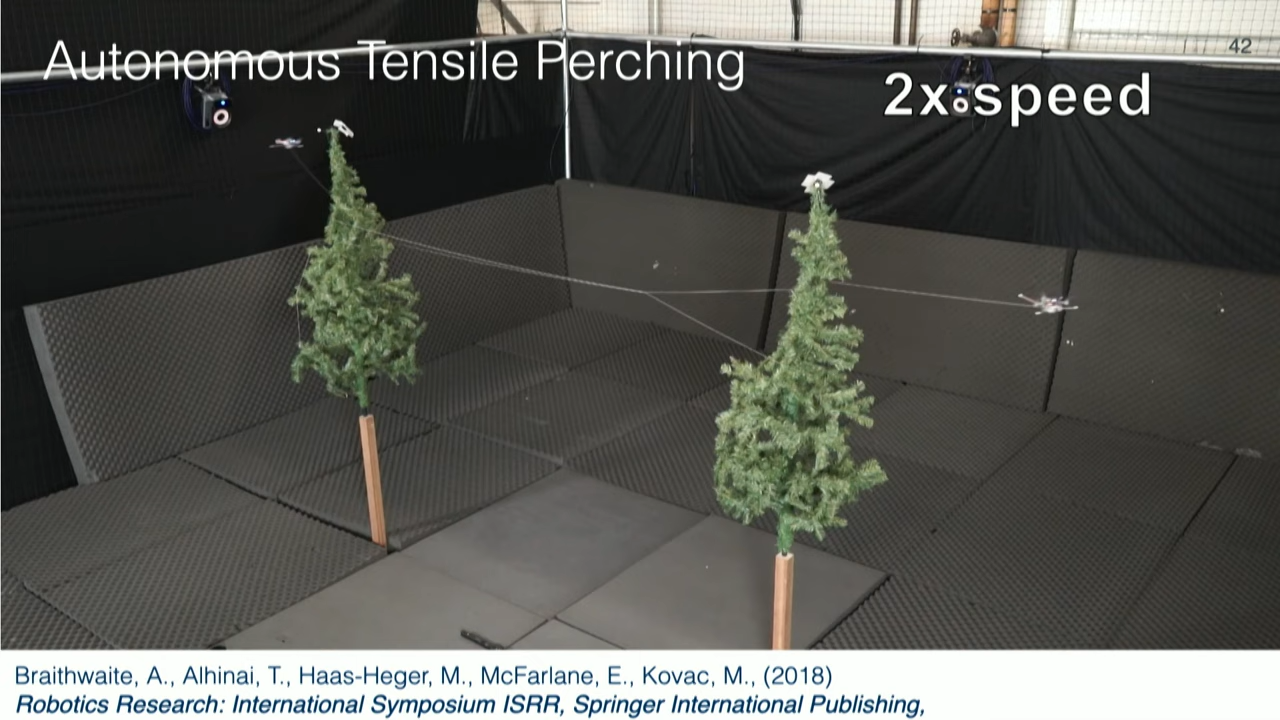 Autonomous Tensile Perching
42
2x speed
Braithwaite, A., Alhinai, T., Haas-Heger, M., McFarlane, E., Kovac, M., (2018)
Robotics Research: International Symposium ISRR, Springer International Publishing,